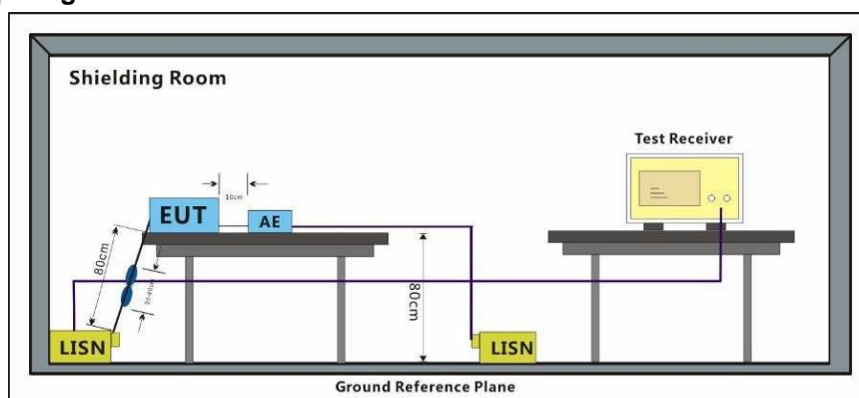 Shielding Room
Test Receiver
10cm
EUT
AE
80cm
80cm
LISN
LISN
Ground Reference Plane